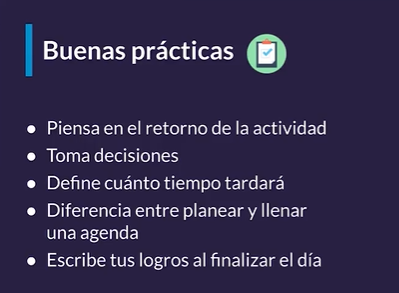 Buenas prácticas
● Piensa en el retorno de la actividad
● Toma decisiones
● Define cuánto tiempo tardará
● Diferencia entre planear y llenar
una agenda
● Escribe tus logros al finalizar el día